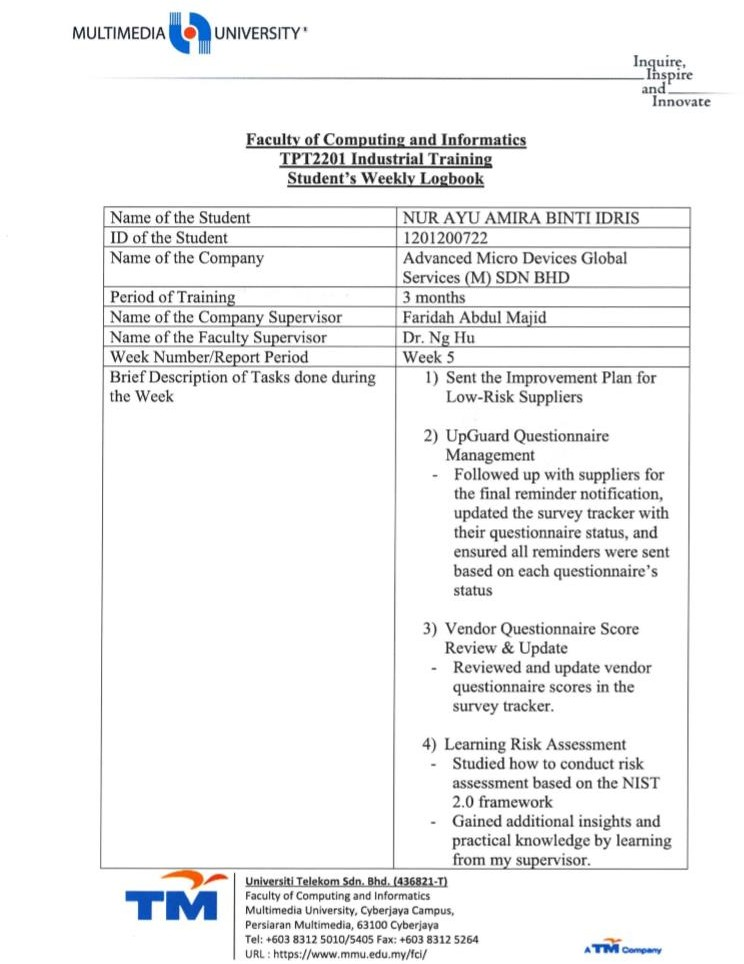 MULTIMEDIA UNIVERSITY
Inquire,
Inspire
and
Innovate
Faculty of Computing and Informatics
TPT2201 Industrial Training
Student's Weekly Logbook
Name of the Student NUR AYU AMIRA BINTI IDRIS
ID of the Student 1201200722
Name of the Company Advanced Micro Devices Global
Services (M) SDN BHD
Period of Training 3 months
Name of the Company Supervisor Faridah Abdul Majid
Name of the Faculty Supervisor Dr. Ng Hu
Week Number/Report Period Week 5
Brief Description of Tasks done during
the Week
1) Sent the Improvement Plan for
Low-Risk Suppliers
2) UpGuard Questionnaire
Management
- Followed up with suppliers for
the final reminder notification,
updated the survey tracker with
their questionnaire status, and
ensured all reminders were sent
based on each questionnaire's
status
3) Vendor Questionnaire Score
Review & Update
- Reviewed and update vendor
questionnaire scores in the
survey tracker.
4) Learning Risk Assessment
- Studied how to conduct risk
assessment based on the NIST
2.0 framework
- Gained additional insights and
practical knowledge by learning
from my supervisor.
TM
Universiti Telekom Sdn. Bhd. (436821-T)
Faculty of Computing and Informatics
Multimedia University, Cyberjaya Campus,
Persiaran Multimedia, 63100 Cyberjaya
Tel: +603 8312 5010/5405 Fax: +603 8312 5264
URL : https://www.mmu.edu.my/fci/
A TM Company